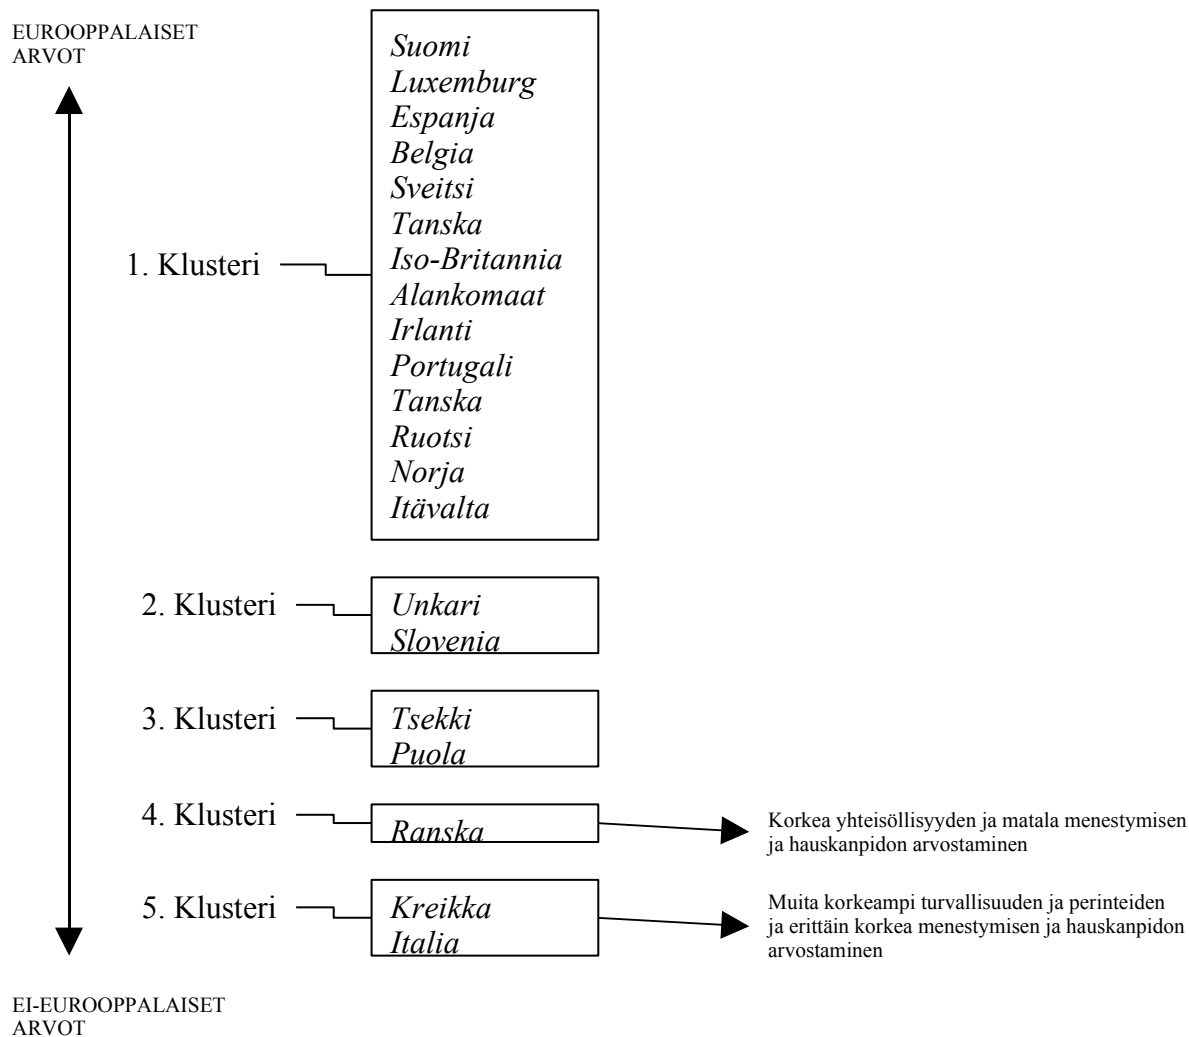 EUROOPPALAISET
ARVOT
1. Klusteri
Suomi
Luxemburg
Espanja
Belgia
Sveitsi
Tanska
Iso-Britannia
Alankomaat
Irlanti
Portugali
Tanska
Ruotsi
Norja
Itävalta
2. Klusteri
Unkari
Slovenia
3. Klusteri
Tsekki
Puola
4. Klusteri
Ranska
Korkea yhteisöllisyyden ja matala menestymisen
ja hauskanpidon arvostaminen
5. Klusteri
Kreikka
Italia
Muita korkeampi turvallisuuden ja perinteiden
ja erittäin korkea menestymisen ja hauskanpidon
arvostaminen
EI-EUROOPPALAISET
ARVOT